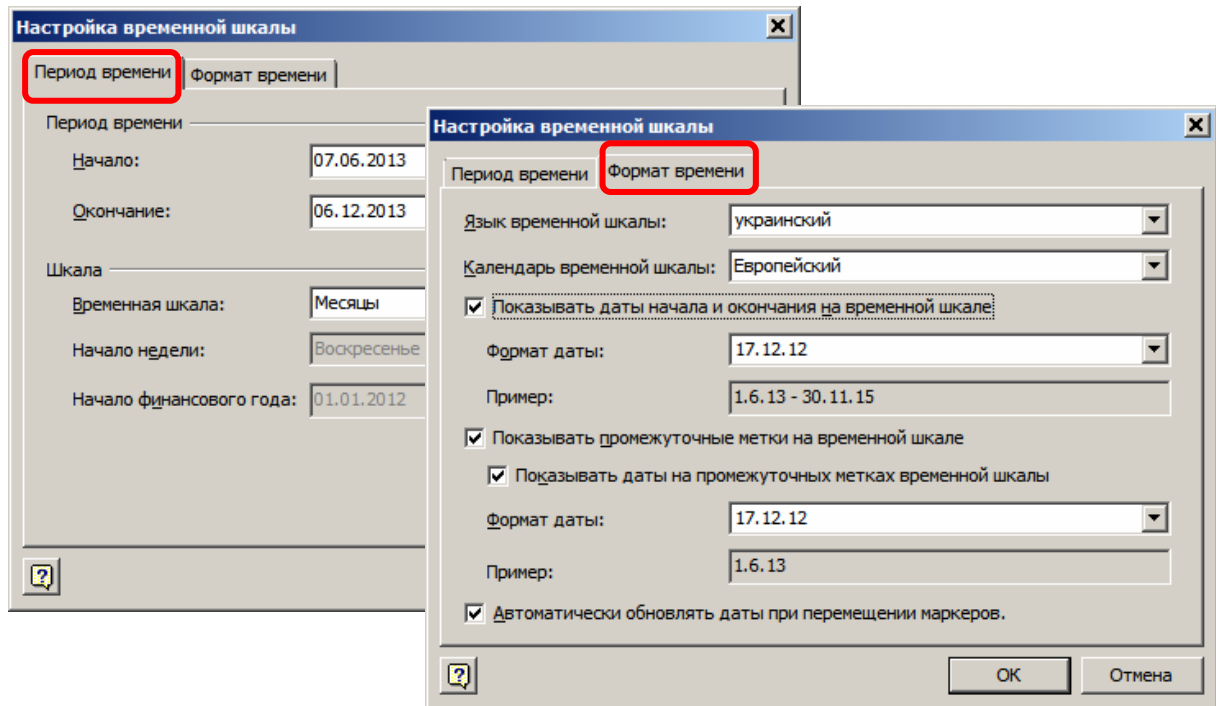 Настройка временной шкалы
Период времени Формат времени
Период времени
Начало: 07.06.2013
Окончание: 06.12.2013
Шкала
Временная шкала: Месяцы
Начало недели: Воскресенье
Начало финансового года: 01.01.2012
Настройка временной шкалы
Период времени Формат времени
Язык временной шкалы: украинский
Календарь временной шкалы: Европейский
Показывать даты начала и окончания на временной шкале
Формат даты: 17.12.12
Пример: 1.6.13 - 30.11.15
Показывать промежуточные метки на временной шкале
Показывать даты на промежуточных метках временной шкалы
Формат даты: 17.12.12
Пример: 1.6.13
Автоматически обновлять даты при перемещении маркеров.
ОК Отмена